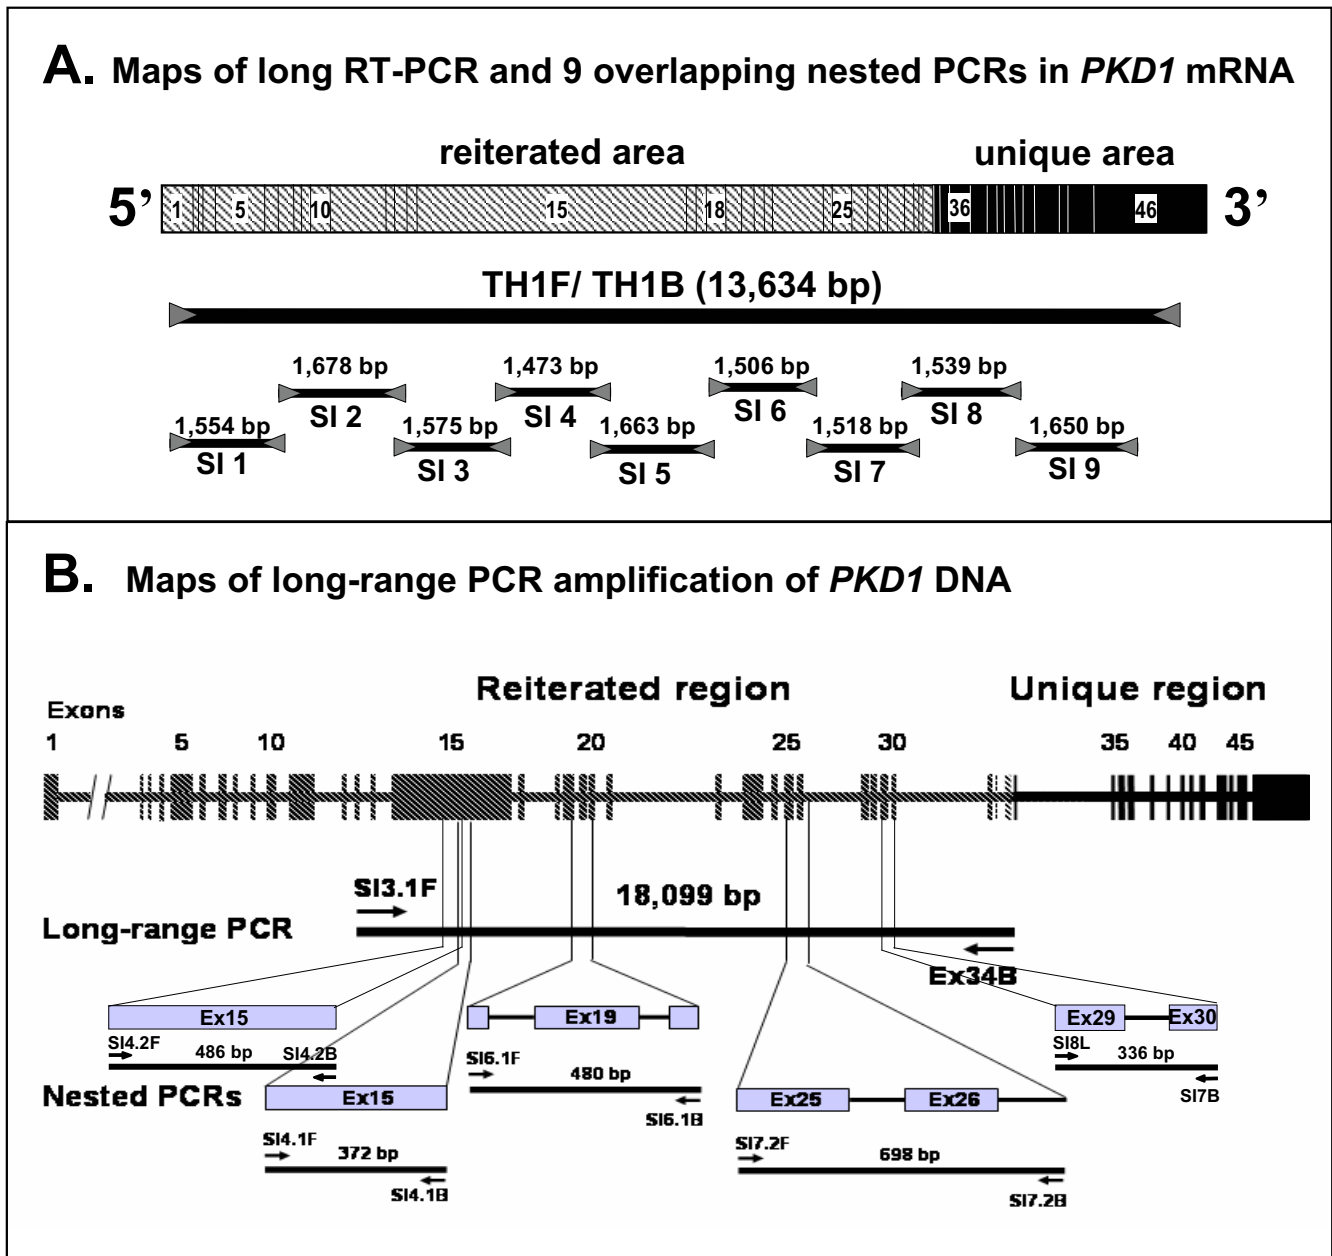 A. Maps of long RT-PCR and 9 overlapping nested PCRs in PKD1 mRNA
reiterated area unique area
5’ 1 5 10 15 18 25 36 46 3’
TH1F/ TH1B (13,634 bp)
1,678 bp 1,473 bp 1,506 bp 1,539 bp
SI 2 SI 4 SI 6 SI 8
1,554 bp 1,575 bp 1,663 bp 1,518 bp 1,650 bp
SI 1 SI 3 SI 5 SI 7 SI 9
B. Maps of long-range PCR amplification of PKD1 DNA
Reiterated region Unique region
Exons
1 5 10 15 20 25 30 35 40 45
SI3.1F 18,099 bp
Long-range PCR
Ex34B
Ex15 Ex19 Ex29 Ex30
SI4.2F 486 bp SI4.2B SI6.1F 480 bp SI8L 336 bp
Nested PCRs Ex15 SI6.1B Ex25 Ex26 SI7B
SI4.1F 372 bp SI7.2F 698 bp
SI4.1B SI7.2B